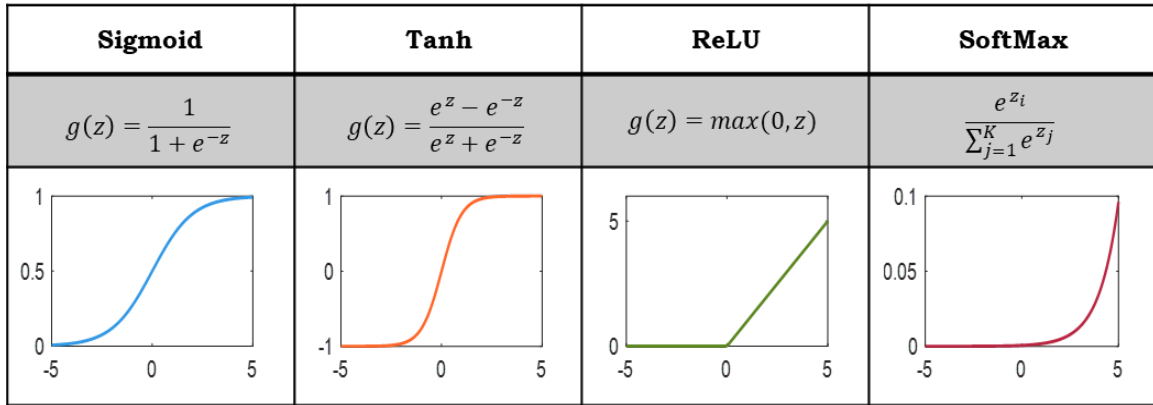 Sigmoid Tanh ReLU SoftMax
g(z) = 1 / (1 + e^{-z}) g(z) = (e^z − e^{-z}) / (e^z + e^{-z}) g(z) = max(0, z) e^{z_i} / ∑_{j=1}^{K} e^{z_j}
1 1 5 0.1
0.5 0 0.05
0 -1 0 0
-5 0 5 -5 0 5 -5 0 5 -5 0 5